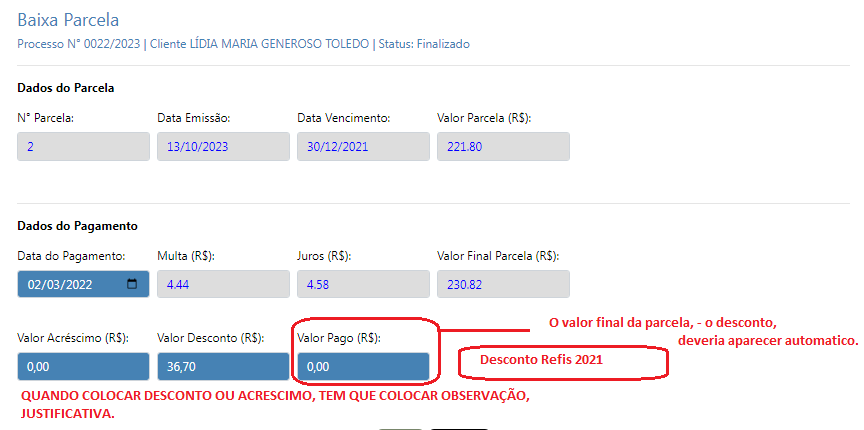 Baixa Parcela
Processo N° 0022/2023 | Cliente LÍDIA MARIA GENEROSO TOLEDO | Status: Finalizado
Dados do Parcela
N° Parcela: Data Emissão: Data Vencimento: Valor Parcela (R$):
2 13/10/2023 30/12/2021 221.80
Dados do Pagamento
Data do Pagamento: Multa (R$): Juros (R$): Valor Final Parcela (R$):
02/03/2022 4.44 4.58 230.82
O valor final da parcela, - o desconto,
deveria aparecer automatico.
Valor Acréscimo (R$): Valor Desconto (R$): Valor Pago (R$):
0,00 36,70 0,00
Desconto Refis 2021
QUANDO COLOCAR DESCONTO OU ACRESCIMO, TEM QUE COLOCAR OBSERVAÇÃO,
JUSTIFICATIVA.